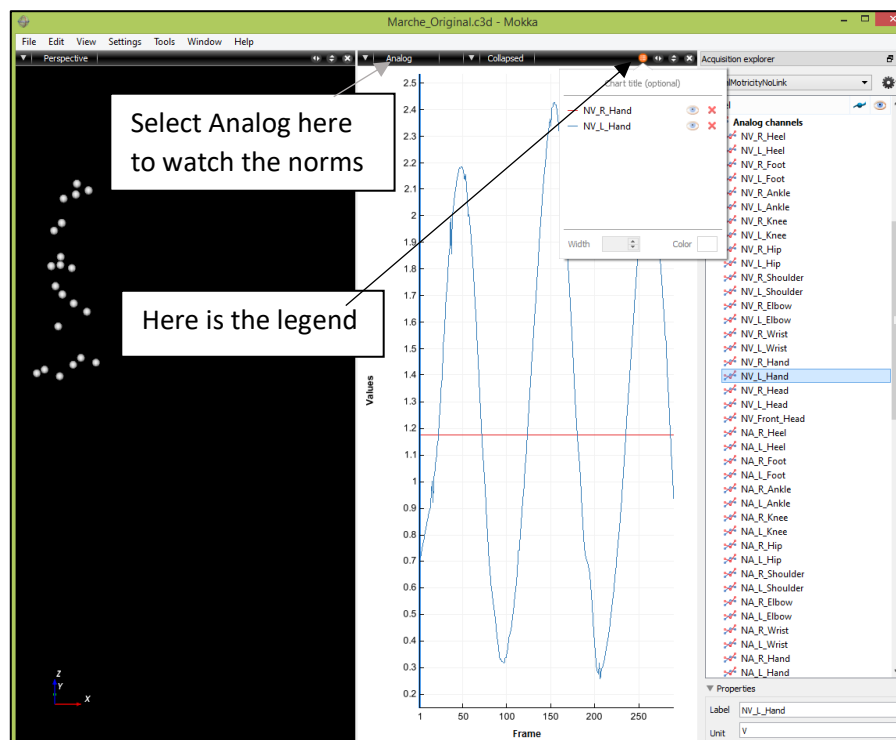 Marche_Original.c3d - Mokka
File Edit View Settings Tools Window Help
Perspective
Analog
Collapsed
Acquisition explorer
Chart title (optional)
NV_R_Hand
NV_L_Hand
Width
Color
Select Analog here
to watch the norms
Here is the legend
Values
2.5
2.4
2.3
2.2
2.1
2
1.9
1.8
1.7
1.6
1.5
1.4
1.3
1.2
1.1
1
0.9
0.8
0.7
0.6
0.5
0.4
0.3
0.2
1 50 100 150 200 250
Frame
Z
Y
X
alMotricityNoLink
Analog channels
NV_R_Heel
NV_L_Heel
NV_R_Foot
NV_L_Foot
NV_R_Ankle
NV_L_Ankle
NV_R_Knee
NV_L_Knee
NV_R_Hip
NV_L_Hip
NV_R_Shoulder
NV_L_Shoulder
NV_R_Elbow
NV_L_Elbow
NV_R_Wrist
NV_L_Wrist
NV_R_Hand
NV_L_Hand
NV_R_Head
NV_L_Head
NV_Front_Head
NA_R_Heel
NA_L_Heel
NA_R_Foot
NA_L_Foot
NA_R_Ankle
NA_L_Ankle
NA_R_Knee
NA_L_Knee
NA_R_Hip
NA_L_Hip
NA_R_Shoulder
NA_L_Shoulder
NA_R_Elbow
NA_L_Elbow
NA_R_Wrist
NA_L_Wrist
NA_R_Hand
NA_L_Hand
Properties
Label NV_L_Hand
Unit V